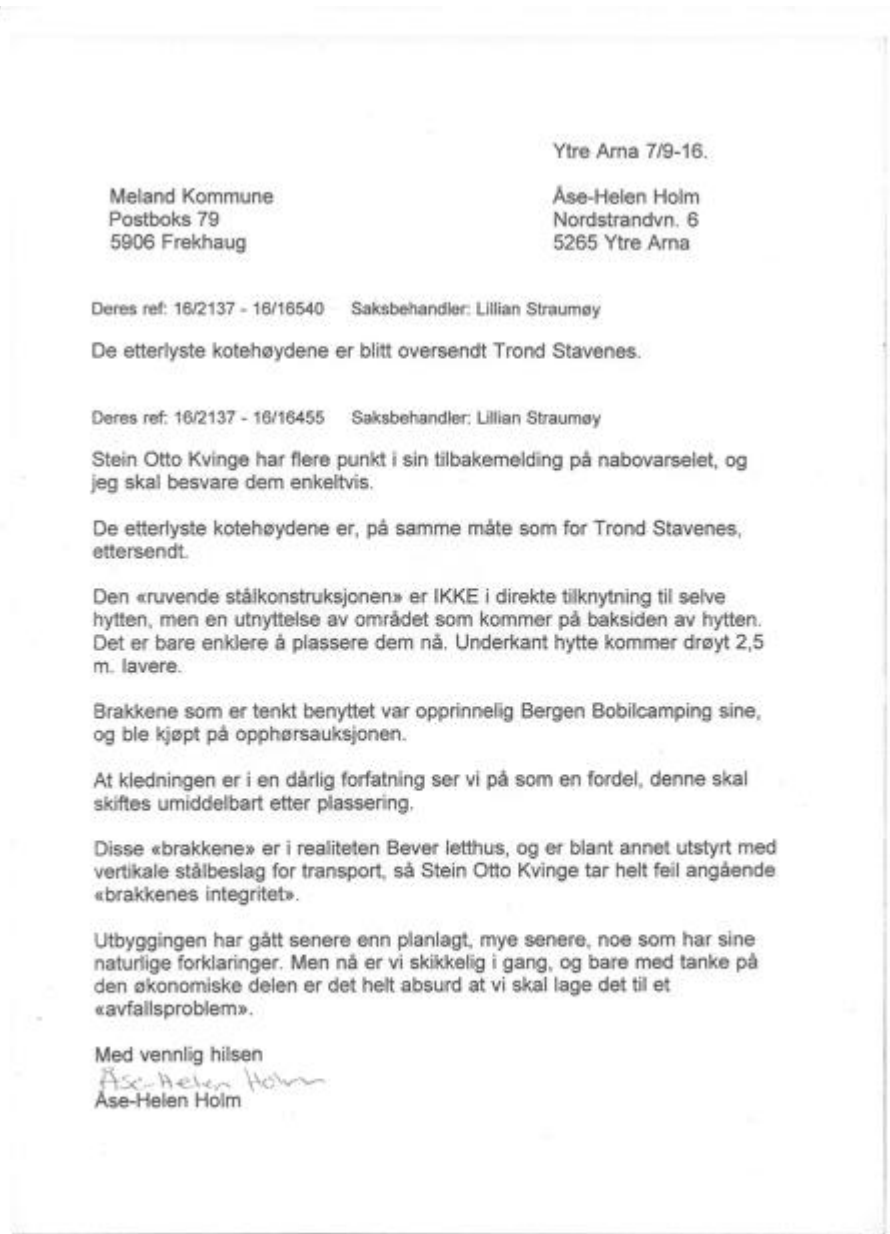 Ytre Arna 7/9-16.
Meland Kommune
Postboks 79
5906 Frekhaug
Åse-Helen Holm
Nordstrandvn. 6
5265 Ytre Arna
Deres ref: 16/2137 - 16/16540 Saksbehandler: Lillian Straumøy
De etterlyste kotehøydene er blitt oversendt Trond Stavenes.
Deres ref: 16/2137 - 16/16455 Saksbehandler: Lillian Straumøy
Stein Otto Kvinge har flere punkt i sin tilbakemelding på nabovarselet, og
jeg skal besvare dem enkeltvis.
De etterlyste kotehøydene er, på samme måte som for Trond Stavenes,
ettersendt.
Den «ruvende stålkonstruksjonen» er IKKE i direkte tilknytning til selve
hytten, men en utnyttelse av området som kommer på baksiden av hytten.
Det er bare enklere å plassere dem nå. Underkant hytte kommer drøyt 2,5
m. lavere.
Brakkene som er tenkt benyttet var opprinnelig Bergen Bobilcamping sine,
og ble kjøpt på opphørsauksjonen.
At kledningen er i en dårlig forfatning ser vi på som en fordel, denne skal
skiftes umiddelbart etter plassering.
Disse «brakkene» er i realiteten Bever letthus, og er blant annet utstyrt med
vertikale stålbeslag for transport, så Stein Otto Kvinge tar helt feil angående
«brakkenes integritet».
Utbyggingen har gått senere enn planlagt, mye senere, noe som har sine
naturlige forklaringer. Men nå er vi skikkelig i gang, og bare med tanke på
den økonomiske delen er det helt absurd at vi skal lage det til et
«avfallsproblem».
Med vennlig hilsen
Åse-Helen Holm
Åse-Helen Holm